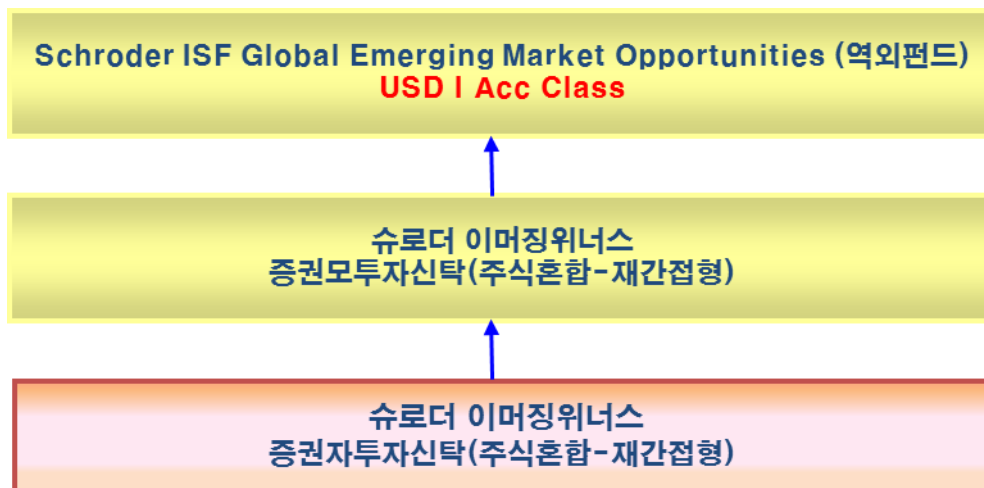 Schroder ISF Global Emerging Market Opportunities (역외펀드)
USD I Acc Class
슈로더 이머징위너스
증권모투자신탁(주식혼합-재간접형)
슈로더 이머징위너스
증권자투자신탁(주식혼합-재간접형)